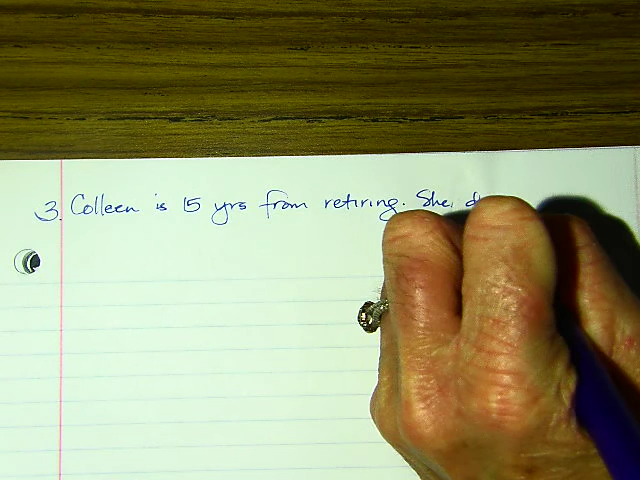 3. Colleen is 15 yrs from retiring. She d